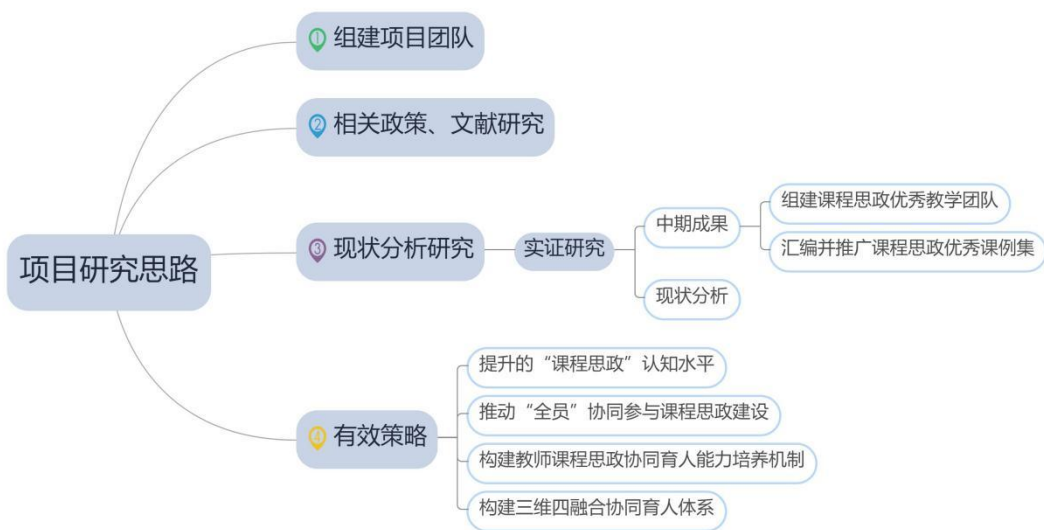 项目研究思路
1 组建项目团队
2 相关政策、文献研究
3 现状分析研究
实证研究
中期成果
组建课程思政优秀教学团队
汇编并推广课程思政优秀课例集
现状分析
4 有效策略
提升的“课程思政”认知水平
推动“全员”协同参与课程思政建设
构建教师课程思政协同育人能力培养机制
构建三维四融合协同育人体系